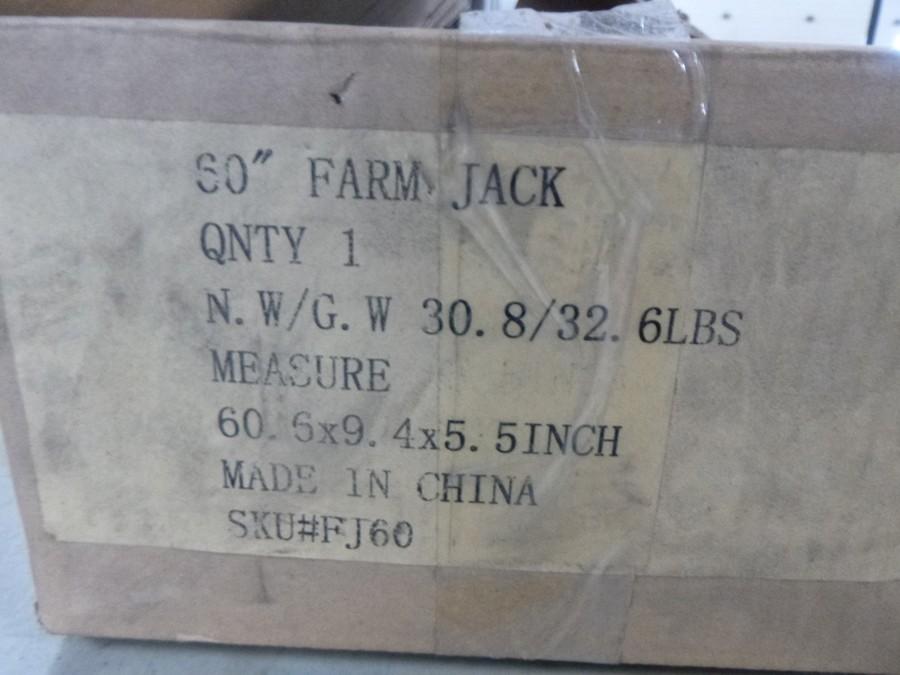 60" FARM JACK
QNTY 1
N.W/G.W 30.8/32.6LBS
MEASURE
60.6x9.4x5.5INCH
MADE IN CHINA
SKU#FJ60